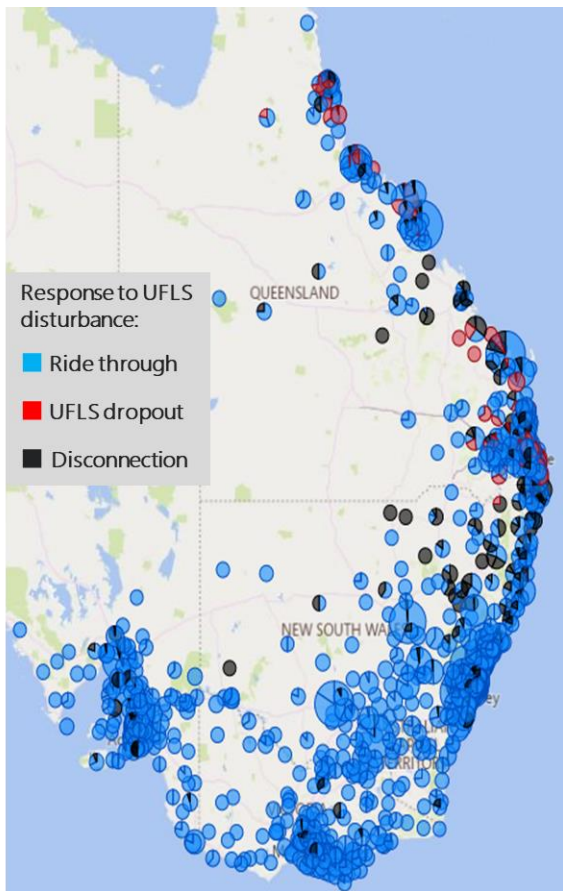 QUEENSLAND
Response to UFLS
disturbance:
Ride through
UFLS dropout
Disconnection
NEW SOUTH WALES